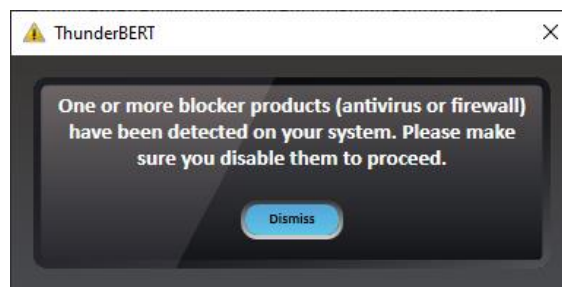 ThunderBERT
One or more blocker products (antivirus or firewall)
have been detected on your system. Please make
sure you disable them to proceed.
Dismiss